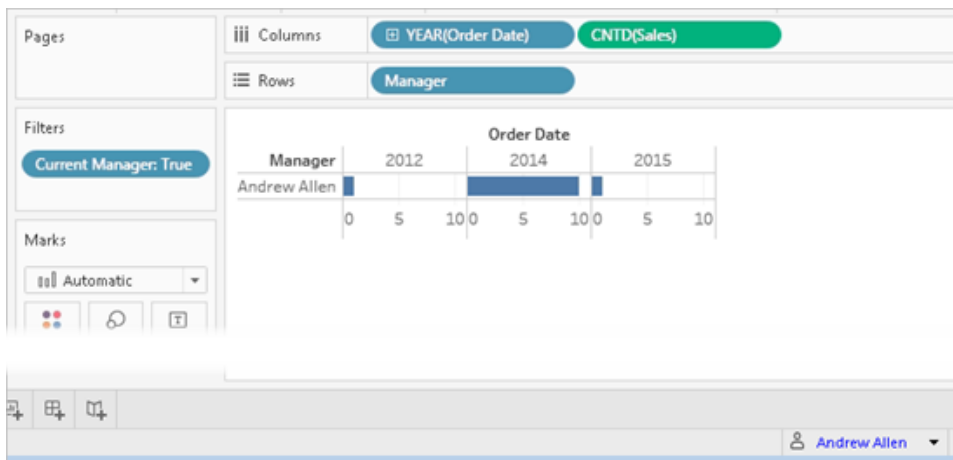 Pages
Columns
YEAR(Order Date)
CNTD(Sales)
Rows
Manager
Filters
Current Manager: True
Marks
Automatic
T
Order Date
Manager 2012 2014 2015
Andrew Allen
0 5 10 0 5 10 0 5 10
Andrew Allen